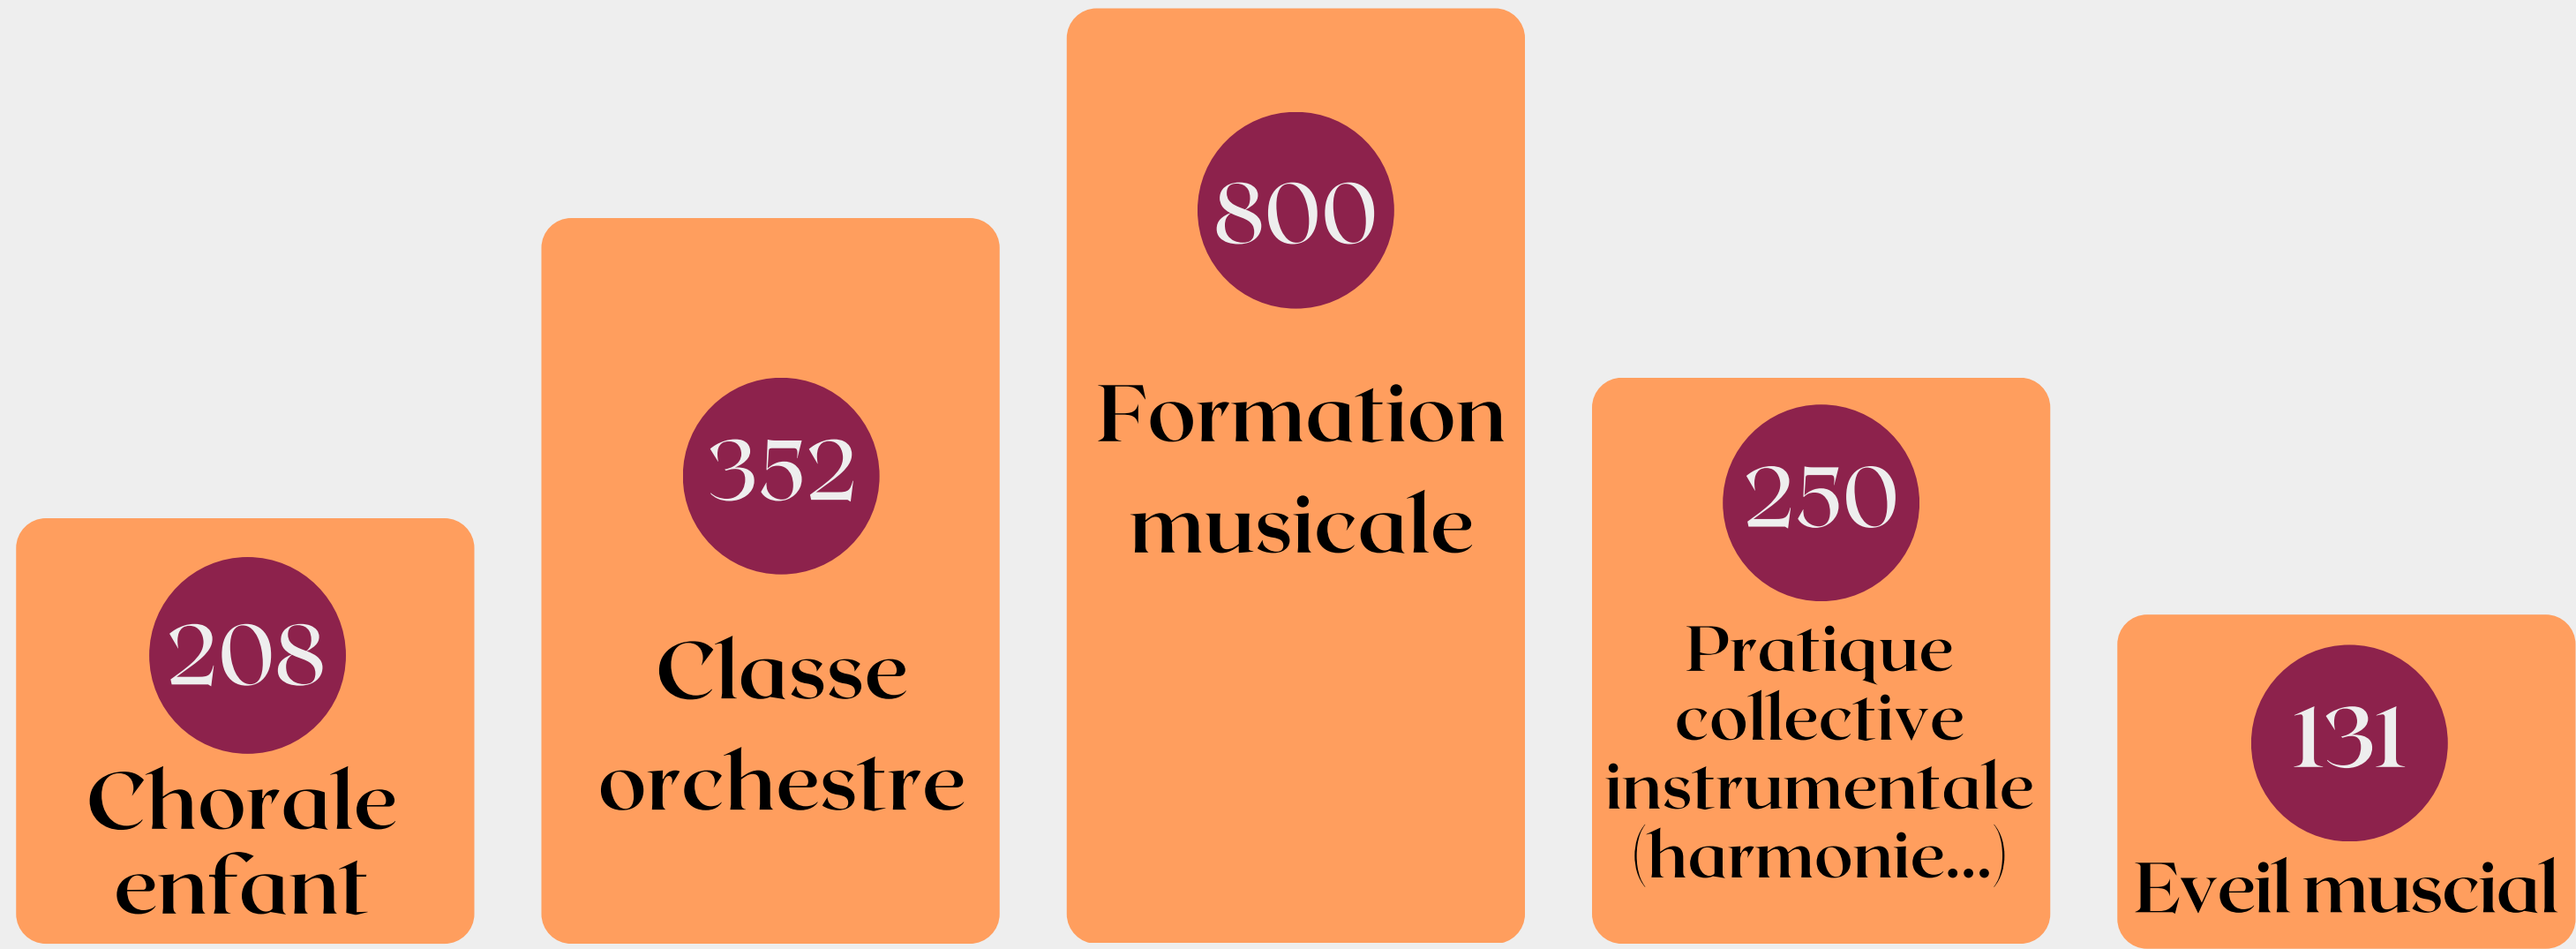 208
Chorale
enfant
352
Classe
orchestre
800
Formation
musicale
250
Pratique
collective
instrumentale
(harmonie...)
131
Eveil muscial